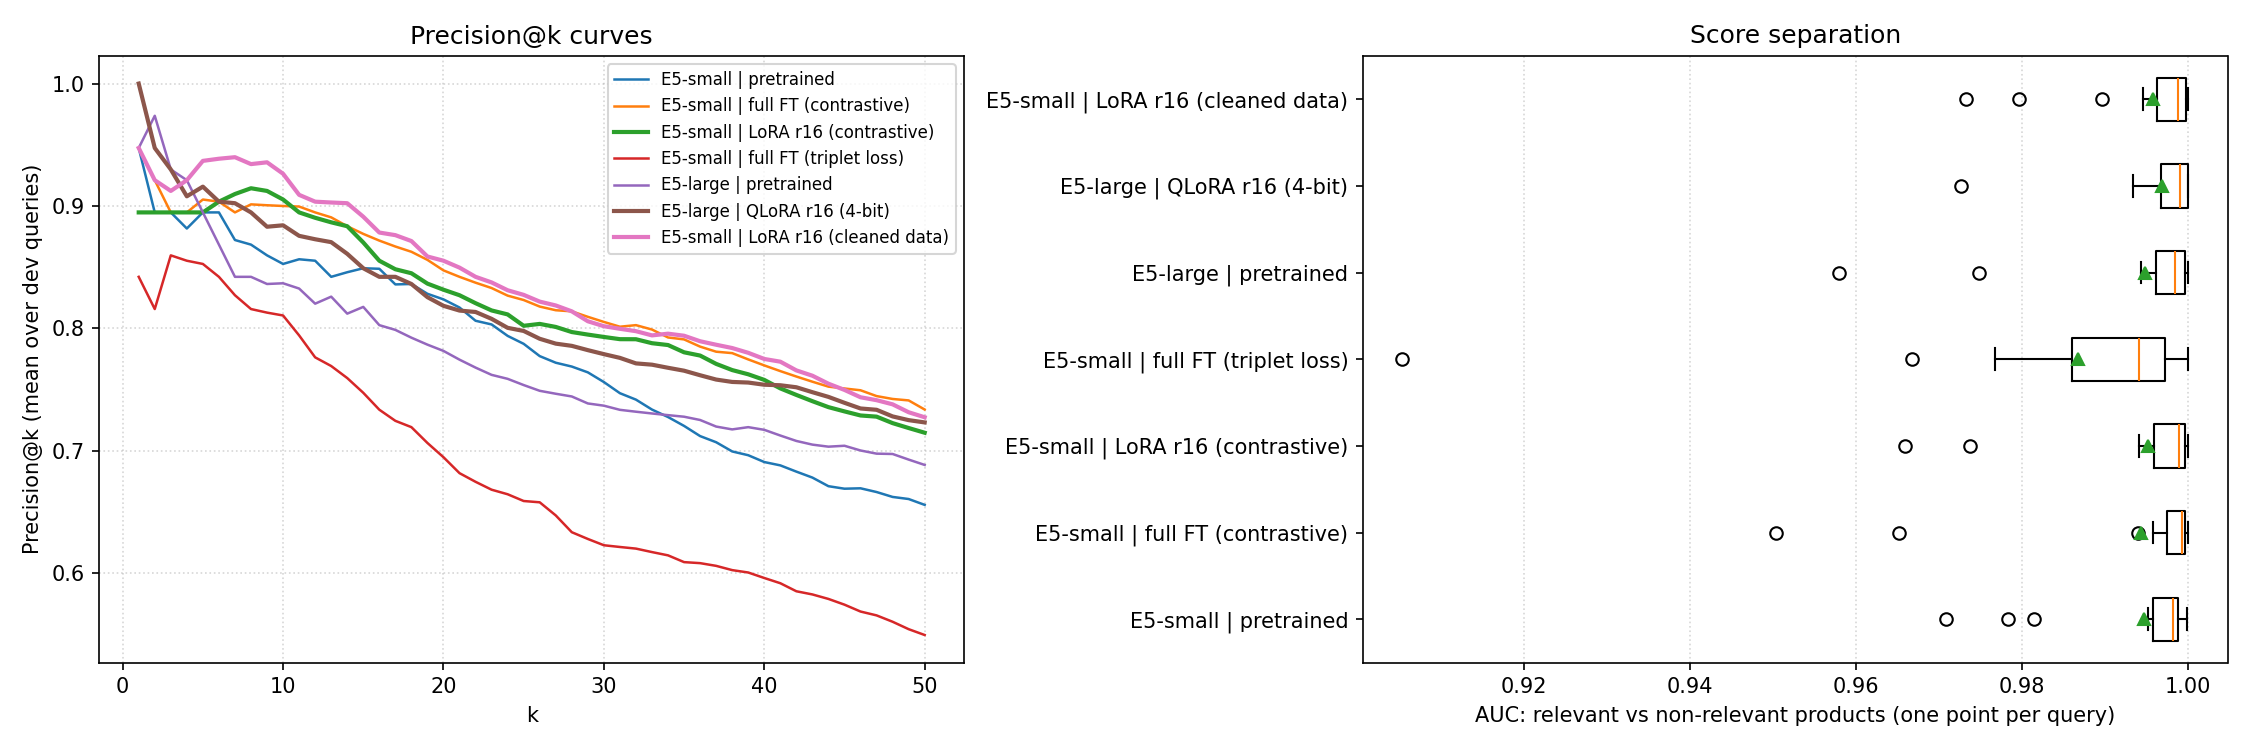 Precision@k curves
Precision@k (mean over dev queries)
1.0
0.9
0.8
0.7
0.6
0
10
20
30
40
50
k
E5-small | pretrained
E5-small | full FT (contrastive)
E5-small | LoRA r16 (contrastive)
E5-small | full FT (triplet loss)
E5-large | pretrained
E5-large | QLoRA r16 (4-bit)
E5-small | LoRA r16 (cleaned data)
Score separation
E5-small | LoRA r16 (cleaned data)
E5-large | QLoRA r16 (4-bit)
E5-large | pretrained
E5-small | full FT (triplet loss)
E5-small | LoRA r16 (contrastive)
E5-small | full FT (contrastive)
E5-small | pretrained
0.92
0.94
0.96
0.98
1.00
AUC: relevant vs non-relevant products (one point per query)